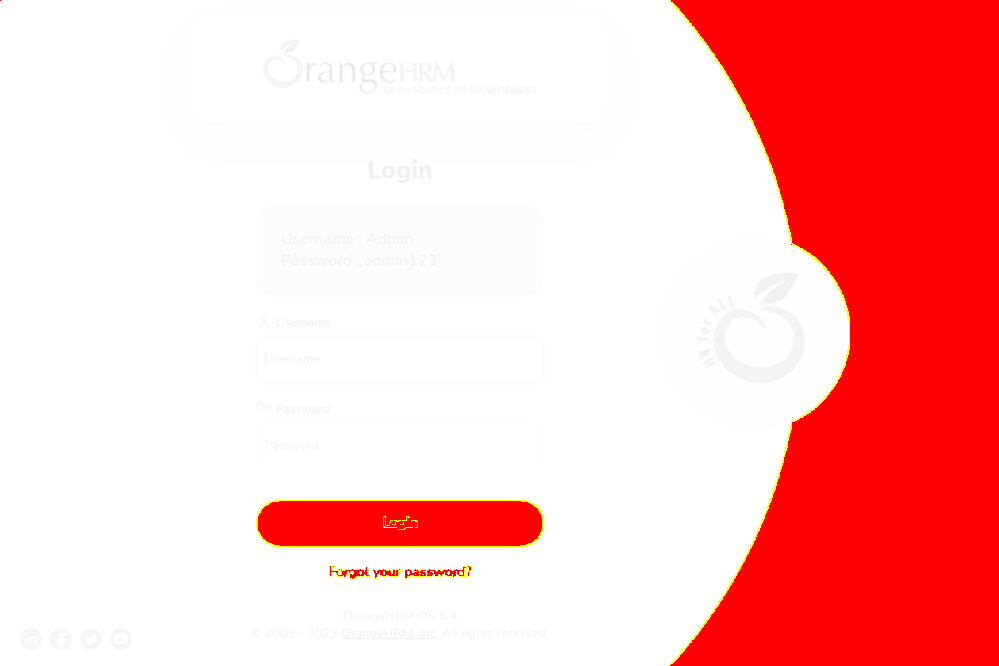 OrangeHRM
OPEN SOURCE HR MANAGEMENT
Login
Username : Admin
Password : admin123
Username
Username
Password
Password
Login
Forgot your password?
OrangeHRM OS 5.4
© 2005 - 2023 OrangeHRM, Inc. All rights reserved.
HR for ALL
in